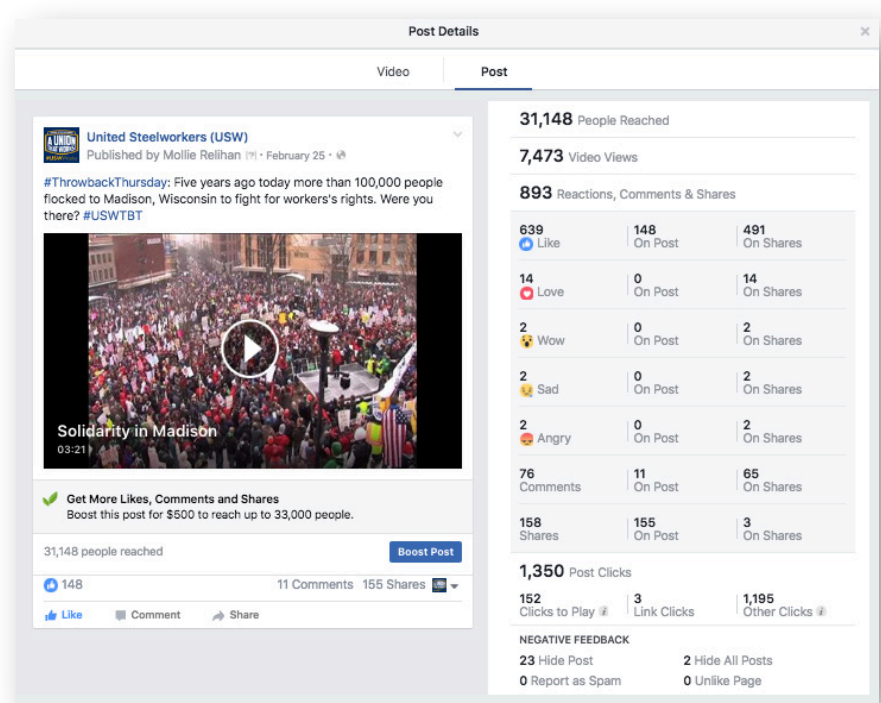 Post Details
×
Video
Post
A UNION
THAT WORKS
United Steelworkers (USW)
Published by Mollie Relihan [?] · February 25 ·
#ThrowbackThursday: Five years ago today more than 100,000 people
flocked to Madison, Wisconsin to fight for workers's rights. Were you
there? #USWTBT
Solidarity in Madison
03:21
Get More Likes, Comments and Shares
Boost this post for $500 to reach up to 33,000 people.
31,148 people reached
Boost Post
148
11 Comments 155 Shares
Like Comment Share
31,148 People Reached
7,473 Video Views
893 Reactions, Comments & Shares
639 148 491
Like On Post On Shares
14 0 14
Love On Post On Shares
2 0 2
Wow On Post On Shares
2 0 2
Sad On Post On Shares
2 0 2
Angry On Post On Shares
76 11 65
Comments On Post On Shares
158 155 3
Shares On Post On Shares
1,350 Post Clicks
152 3 1,195
Clicks to Play i Link Clicks Other Clicks i
NEGATIVE FEEDBACK
23 Hide Post 2 Hide All Posts
0 Report as Spam 0 Unlike Page